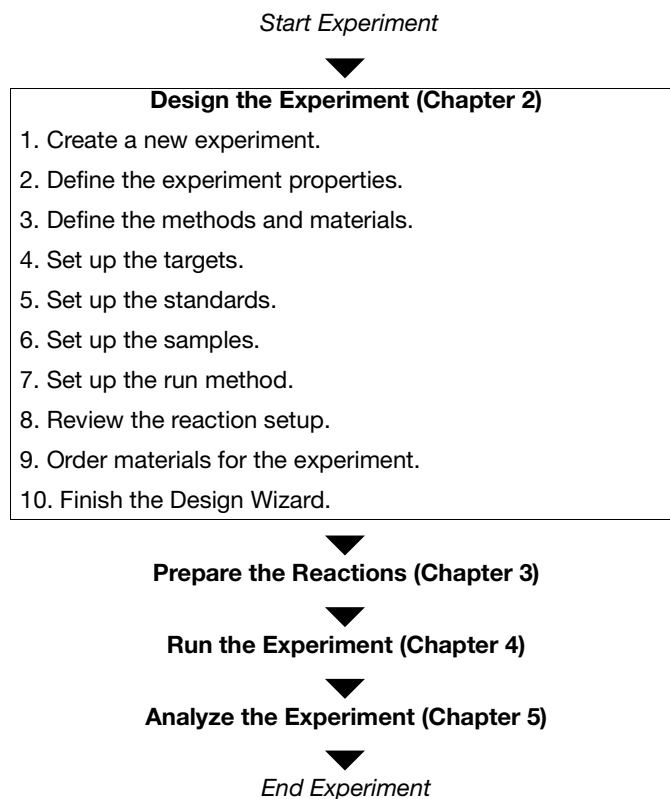 Start Experiment
Design the Experiment (Chapter 2)
1. Create a new experiment.
2. Define the experiment properties.
3. Define the methods and materials.
4. Set up the targets.
5. Set up the standards.
6. Set up the samples.
7. Set up the run method.
8. Review the reaction setup.
9. Order materials for the experiment.
10. Finish the Design Wizard.
Prepare the Reactions (Chapter 3)
Run the Experiment (Chapter 4)
Analyze the Experiment (Chapter 5)
End Experiment